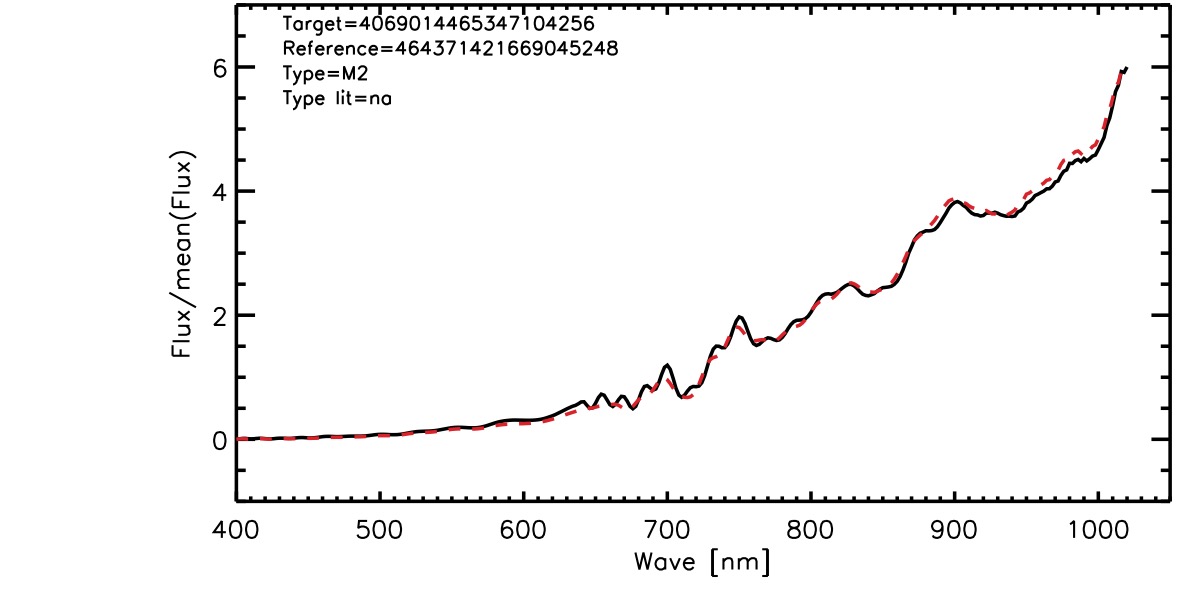 Target=4069014465347104256
Reference=464371421669045248
Type=M2
Type lit=na
Flux/mean(Flux)
6
4
2
0
400 500 600 700 800 900 1000
Wave [nm]